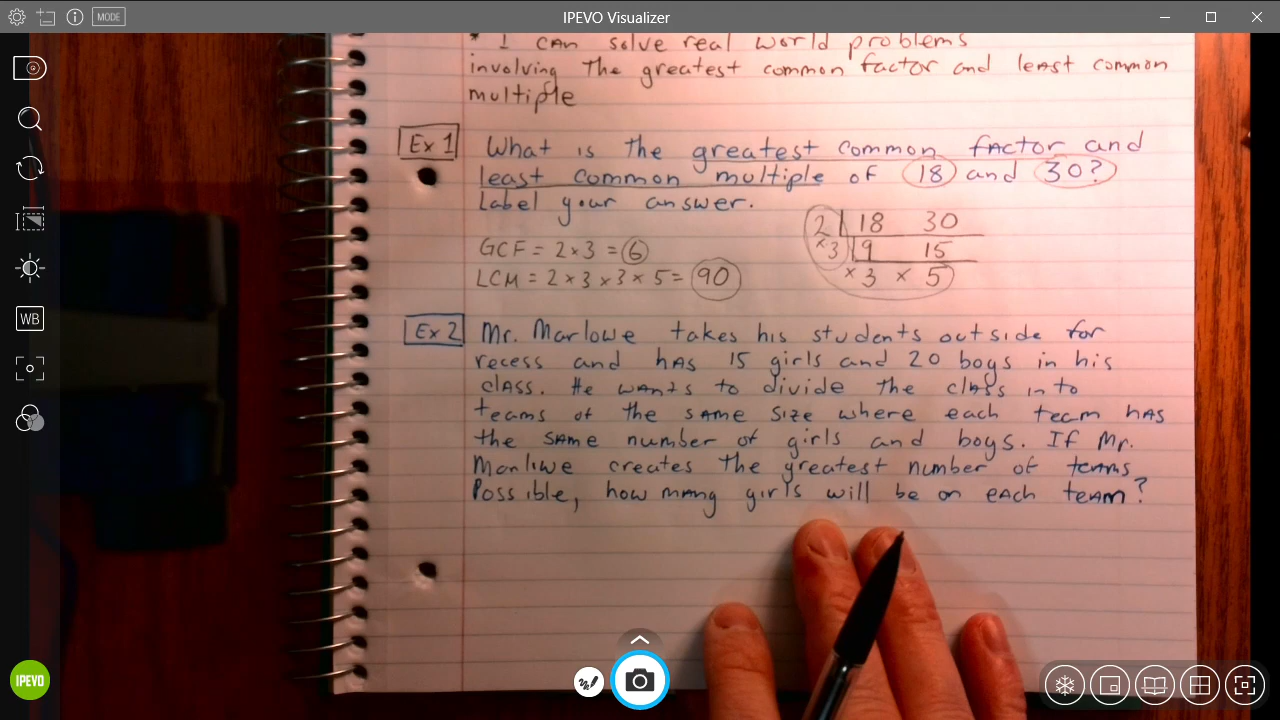 IPEVO Visualizer
MODE
WB
IPEVO
* I can solve real world problems
involving the greatest common factor and least common
multiple
Ex 1 What is the greatest common factor and
least common multiple of 18 and 30?
Label your answer.
2 18 30
GCF = 2 × 3 = 6
× 3 9 15
LCM = 2 × 3 × 3 × 5 = 90
× 3 × 5
Ex 2 Mr. Marlowe takes his students outside for
recess and has 15 girls and 20 boys in his
class. He wants to divide the class into
teams of the same size where each team has
the same number of girls and boys. If Mr.
Marlowe creates the greatest number of teams
possible, how many girls will be on each team?